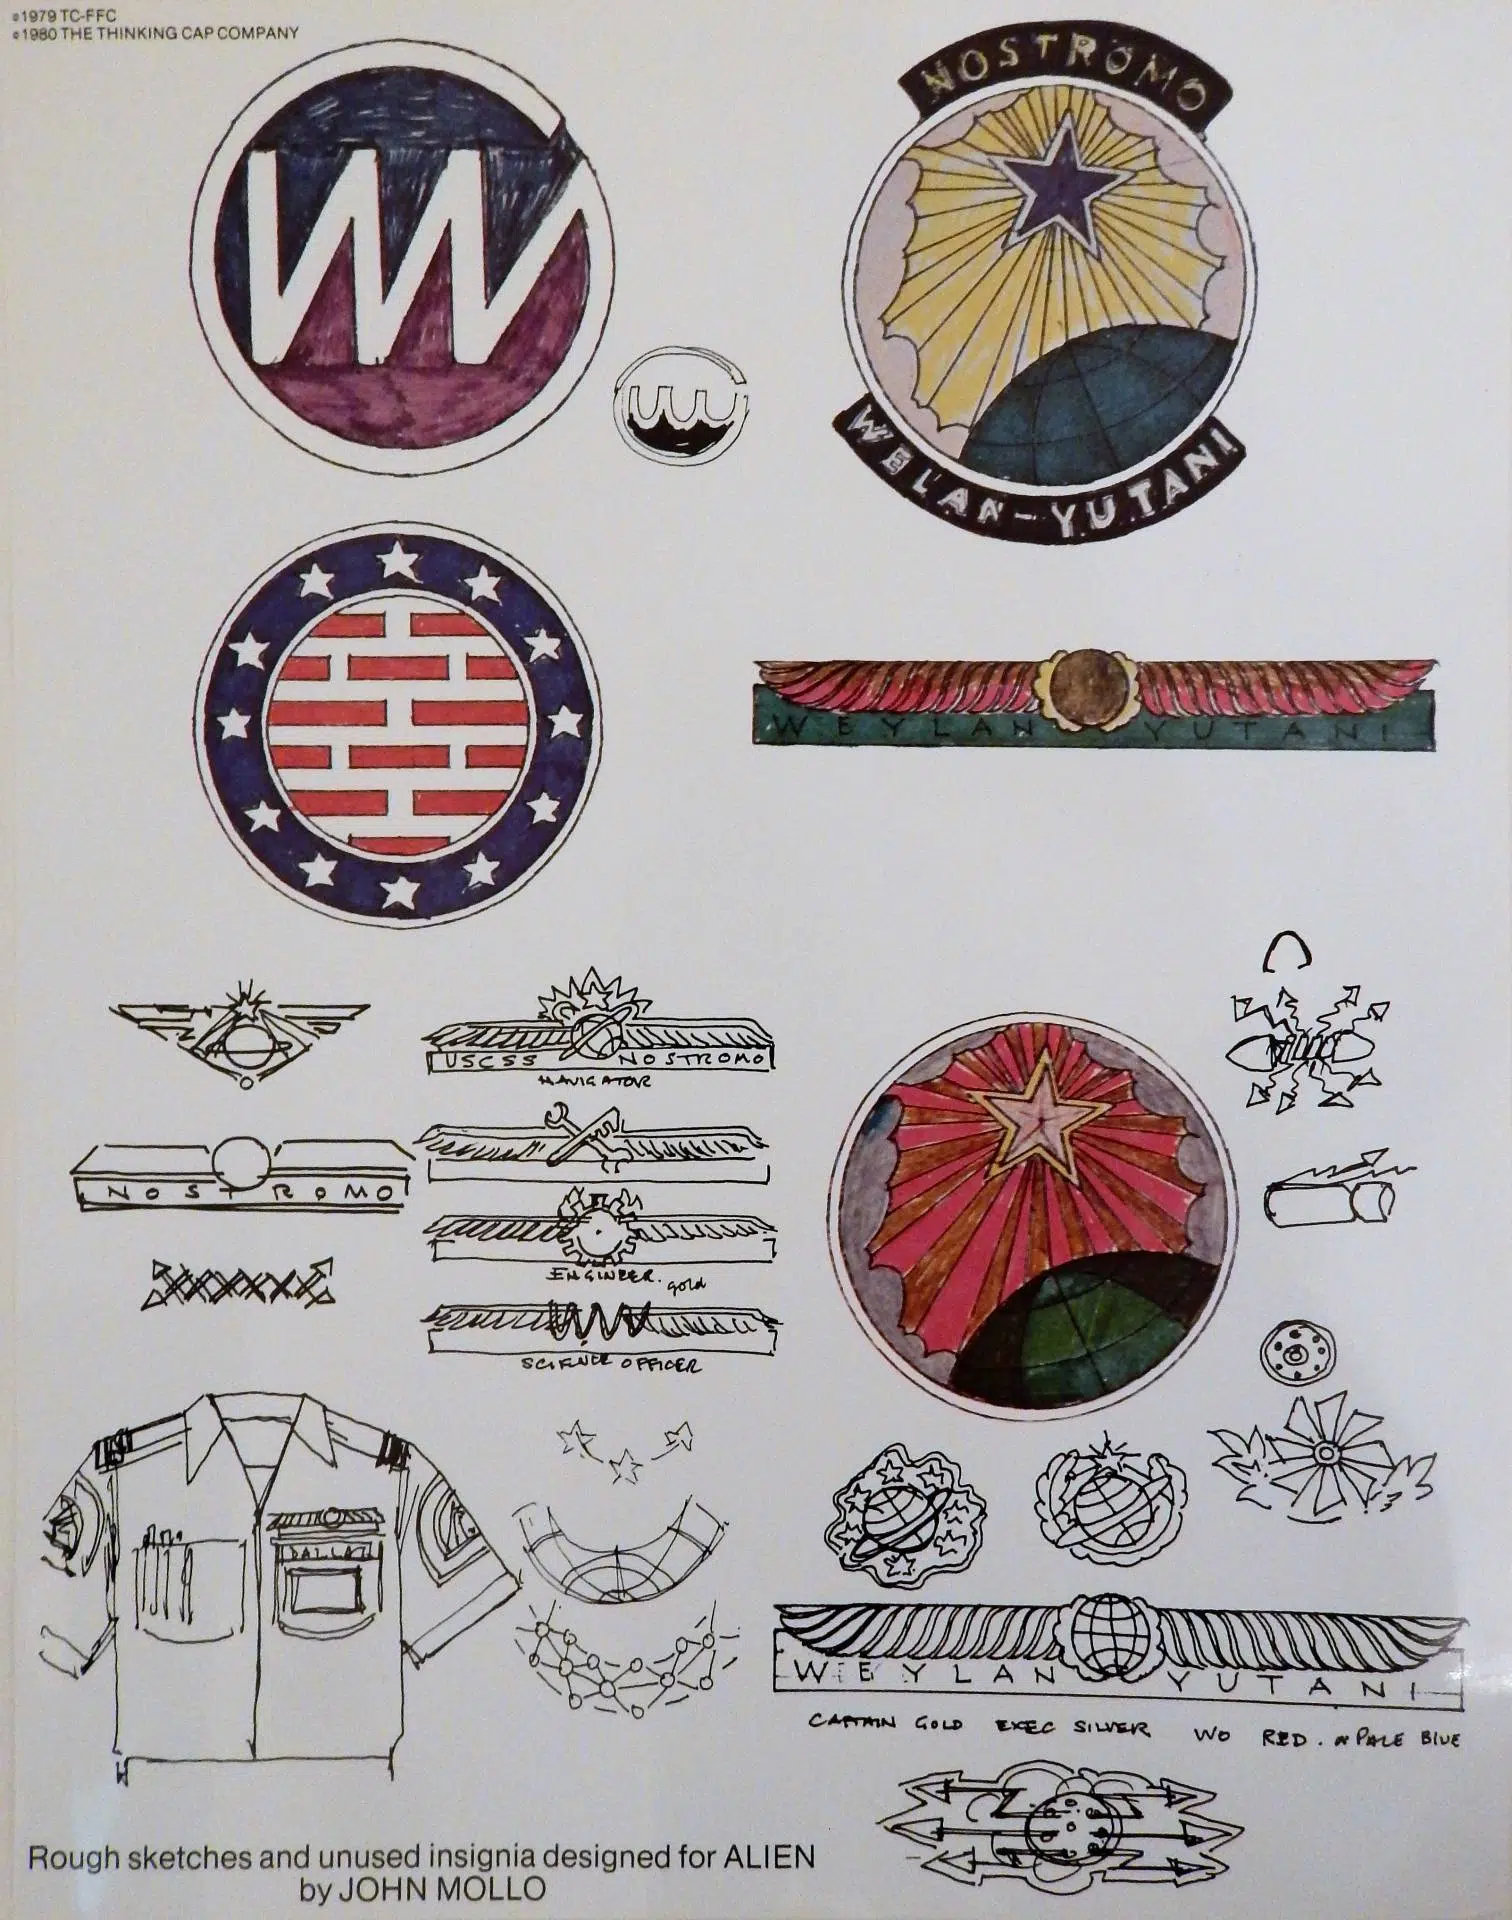 ©1979 TC-FFC
©1980 THE THINKING CAP COMPANY
NOSTROMO
WELAN-YUTANI
WEYLAN YUTANI
USCSS NOSTROMO
NAVIGATOR
NOSTROMO
ENGINEER. gold
SCIENCE OFFICER
DALLAS
WEYLAN YUTANI
CAPTAIN GOLD EXEC SILVER WO RED. PALE BLUE
Rough sketches and unused insignia designed for ALIEN
by JOHN MOLLO